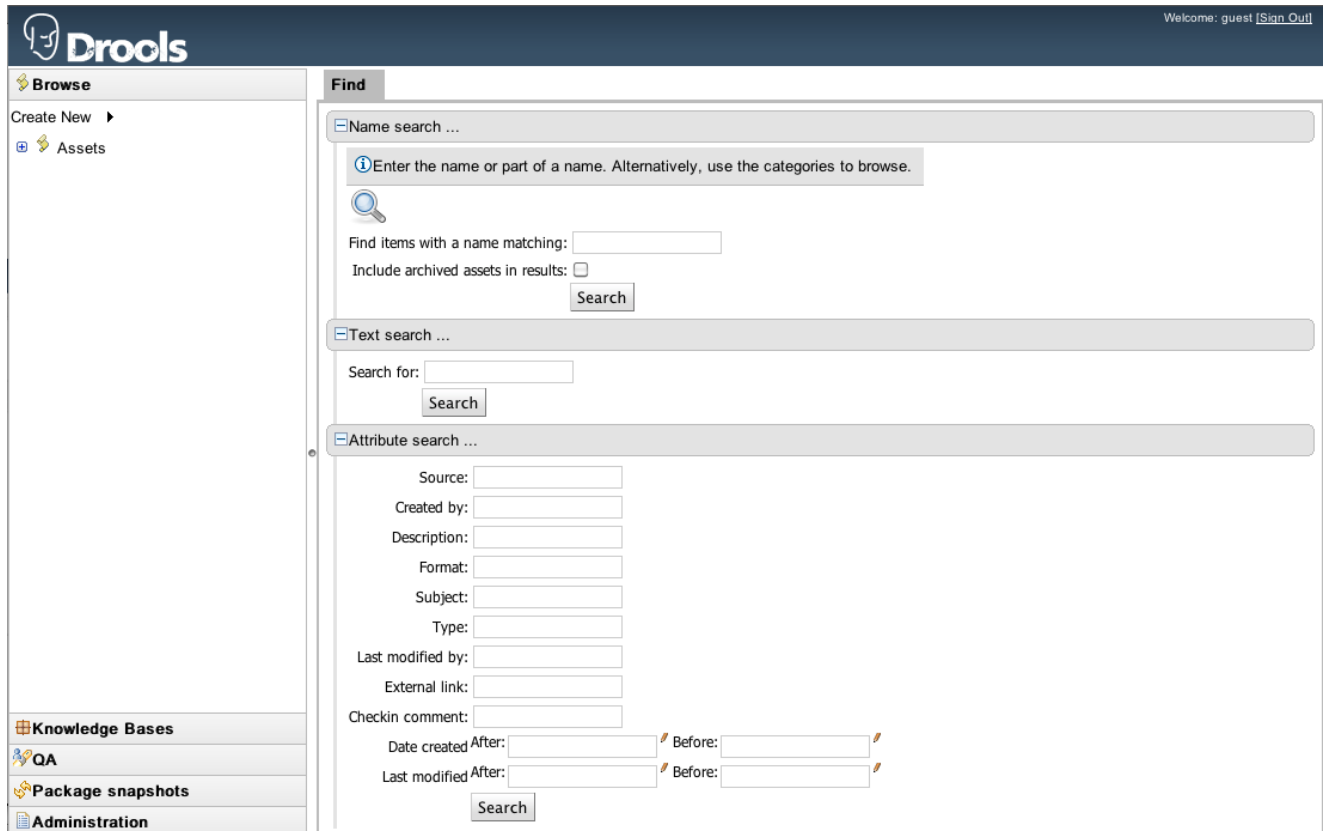 Drools
Welcome: guest [Sign Out]
Browse
Create New
Assets
Knowledge Bases
QA
Package snapshots
Administration
Find
Name search ...
Enter the name or part of a name. Alternatively, use the categories to browse.
Find items with a name matching:
Include archived assets in results:
Search
Text search ...
Search for:
Search
Attribute search ...
Source:
Created by:
Description:
Format:
Subject:
Type:
Last modified by:
External link:
Checkin comment:
Date created After: Before:
Last modified After: Before:
Search